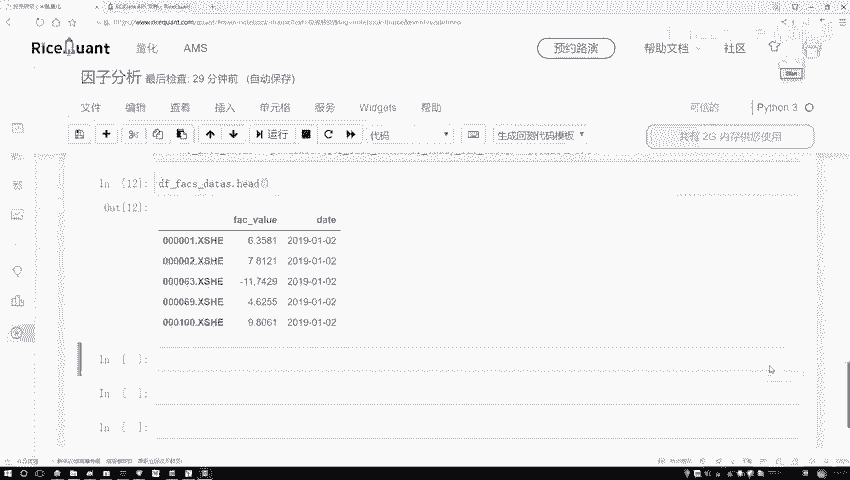 RiceQuant 量化 AMS 预约路演 帮助文档 社区
因子分析 最后检查: 29 分钟前 (自动保存)
文件 编辑 查看 插入 单元格 服务 Widgets 帮助 可信的 Python 3
运行 代码 生成回测代码模板 共有 2G 内存供您使用
In [12]: df_facs_datas.head()
Out[12]:
fac_value date
000001.XSHE 6.3581 2019-01-02
000002.XSHE 7.8121 2019-01-02
000063.XSHE -11.7429 2019-01-02
000069.XSHE 4.6255 2019-01-02
000100.XSHE 9.8061 2019-01-02
In [ ]:
In [ ]:
In [ ]: